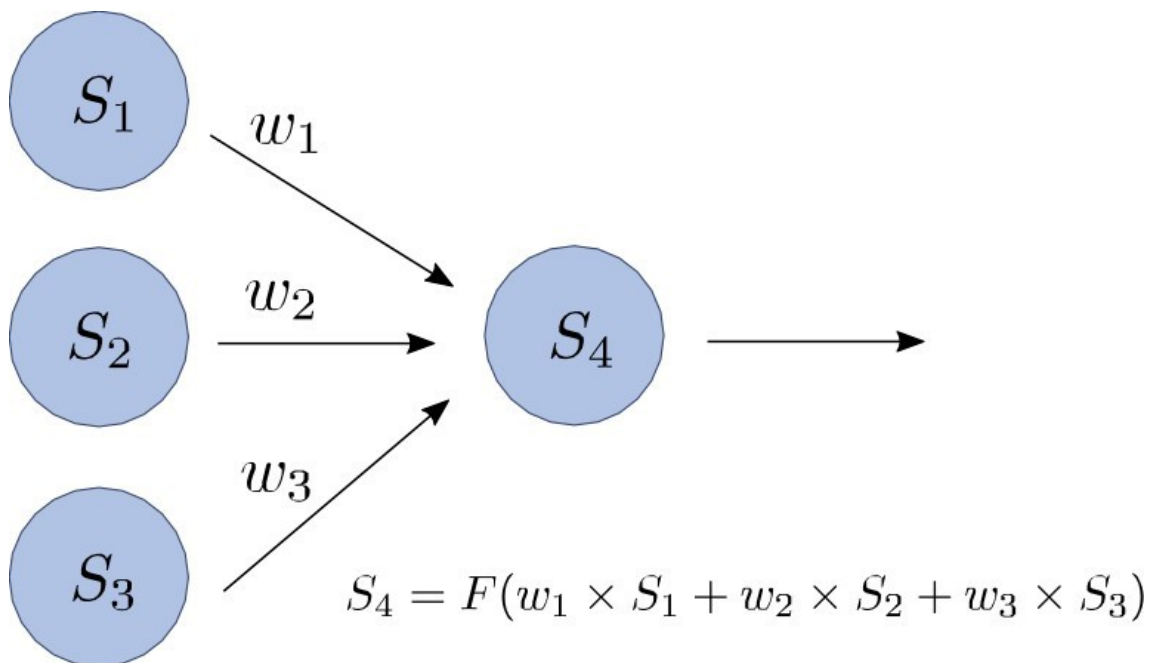 S₁
w₁
w₂
S₂
S₄
w₃
S₃
S₄ = F(w₁ × S₁ + w₂ × S₂ + w₃ × S₃)